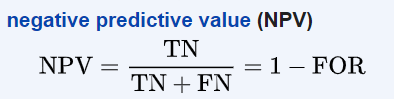 negative predictive value (NPV)
NPV = TN / (TN + FN) = 1 − FOR